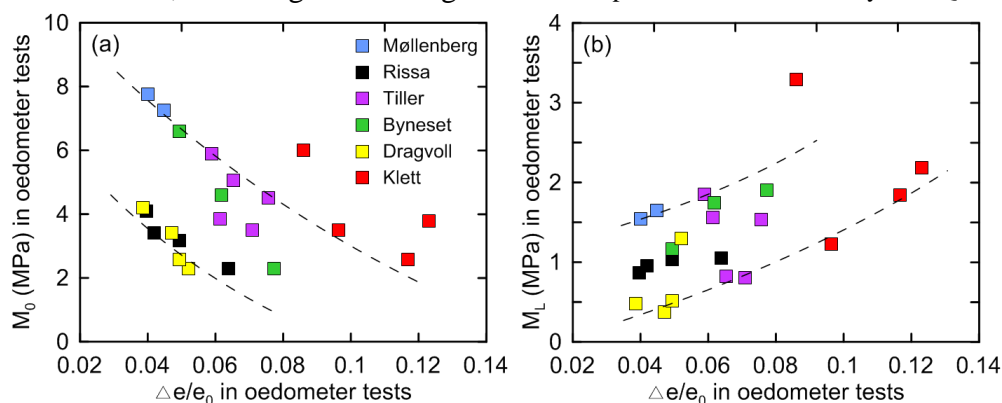 (a)
M₀ (MPa) in oedometer tests
10
8
6
4
2
0
0.02 0.04 0.06 0.08 0.10 0.12 0.14
△e/e₀ in oedometer tests
Møllenberg
Rissa
Tiller
Byneset
Dragvoll
Klett
(b)
M_L (MPa) in oedometer tests
4
3
2
1
0
0.02 0.04 0.06 0.08 0.10 0.12 0.14
△e/e₀ in oedometer tests